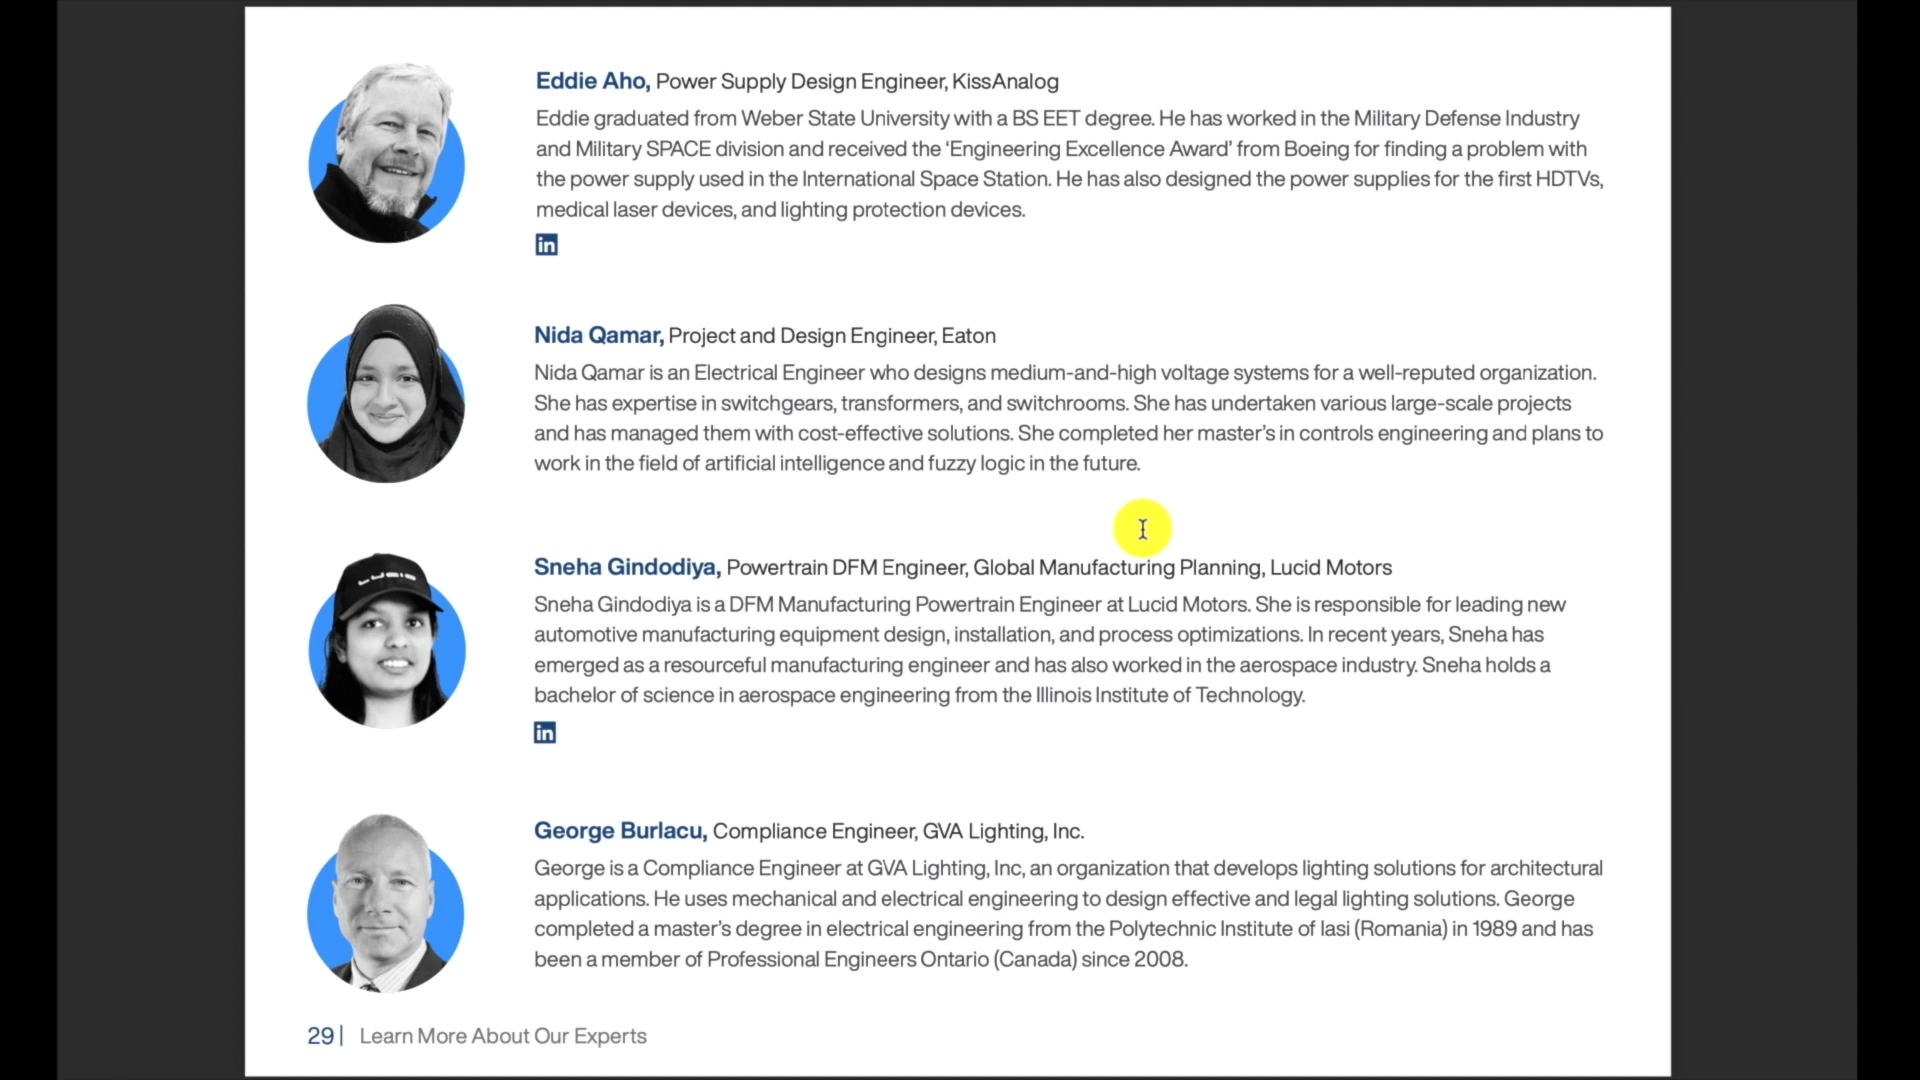 Eddie Aho, Power Supply Design Engineer, KissAnalog
Eddie graduated from Weber State University with a BS EET degree. He has worked in the Military Defense Industry
and Military SPACE division and received the ‘Engineering Excellence Award’ from Boeing for finding a problem with
the power supply used in the International Space Station. He has also designed the power supplies for the first HDTVs,
medical laser devices, and lighting protection devices.
in
Nida Qamar, Project and Design Engineer, Eaton
Nida Qamar is an Electrical Engineer who designs medium-and-high voltage systems for a well-reputed organization.
She has expertise in switchgears, transformers, and switchrooms. She has undertaken various large-scale projects
and has managed them with cost-effective solutions. She completed her master’s in controls engineering and plans to
work in the field of artificial intelligence and fuzzy logic in the future.
Sneha Gindodiya, Powertrain DFM Engineer, Global Manufacturing Planning, Lucid Motors
Sneha Gindodiya is a DFM Manufacturing Powertrain Engineer at Lucid Motors. She is responsible for leading new
automotive manufacturing equipment design, installation, and process optimizations. In recent years, Sneha has
emerged as a resourceful manufacturing engineer and has also worked in the aerospace industry. Sneha holds a
bachelor of science in aerospace engineering from the Illinois Institute of Technology.
in
George Burlacu, Compliance Engineer, GVA Lighting, Inc.
George is a Compliance Engineer at GVA Lighting, Inc, an organization that develops lighting solutions for architectural
applications. He uses mechanical and electrical engineering to design effective and legal lighting solutions. George
completed a master’s degree in electrical engineering from the Polytechnic Institute of Iasi (Romania) in 1989 and has
been a member of Professional Engineers Ontario (Canada) since 2008.
29 | Learn More About Our Experts